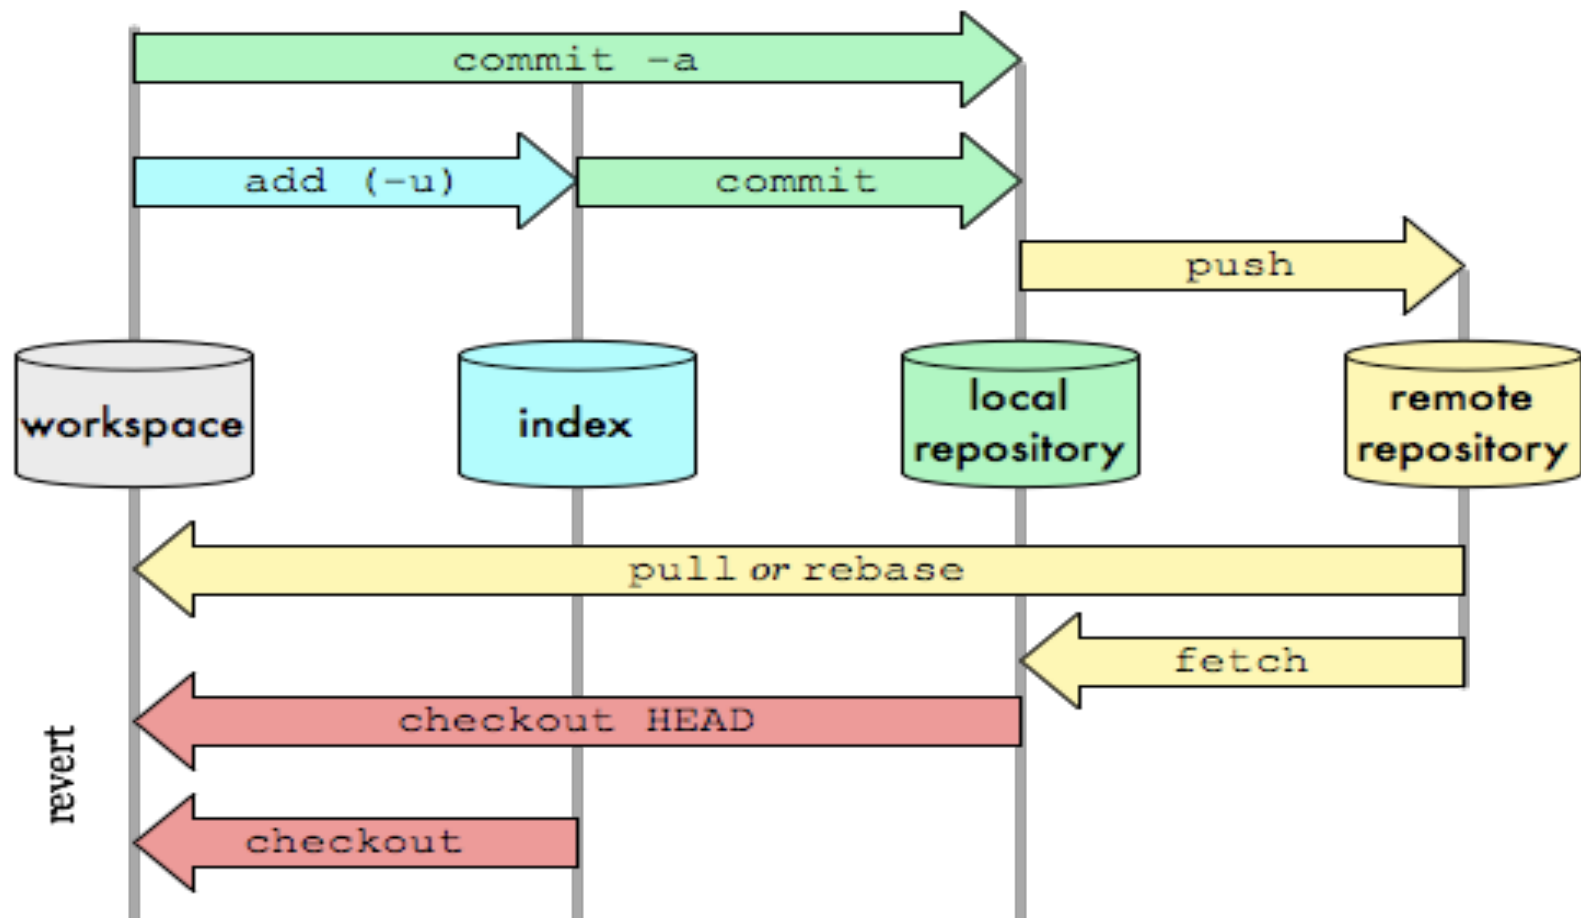 commit -a
add (-u)
commit
push
workspace
index
local
repository
remote
repository
pull or rebase
fetch
checkout HEAD
revert
checkout